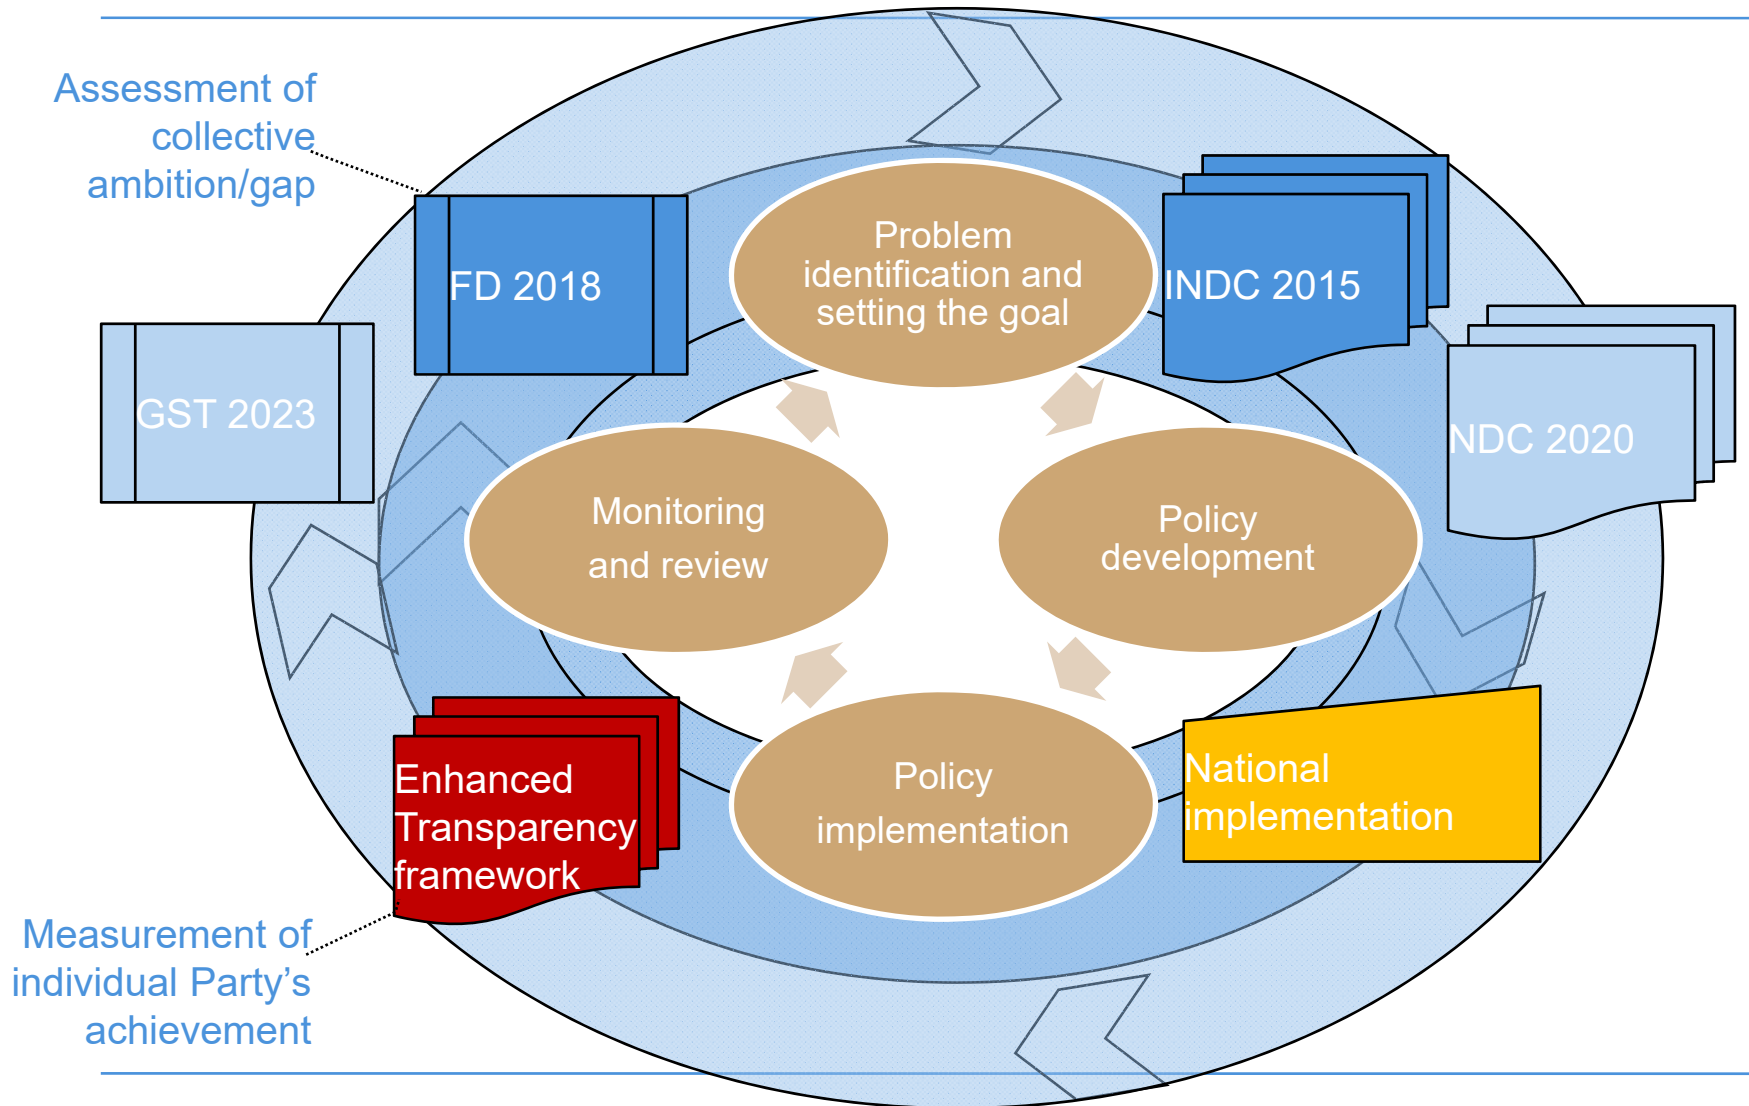 Assessment of
collective
ambition/gap
FD 2018
GST 2023
Problem
identification and
setting the goal
INDC 2015
NDC 2020
Monitoring
and review
Policy
development
Enhanced
Transparency
framework
Policy
implementation
National
implementation
Measurement of
individual Party’s
achievement